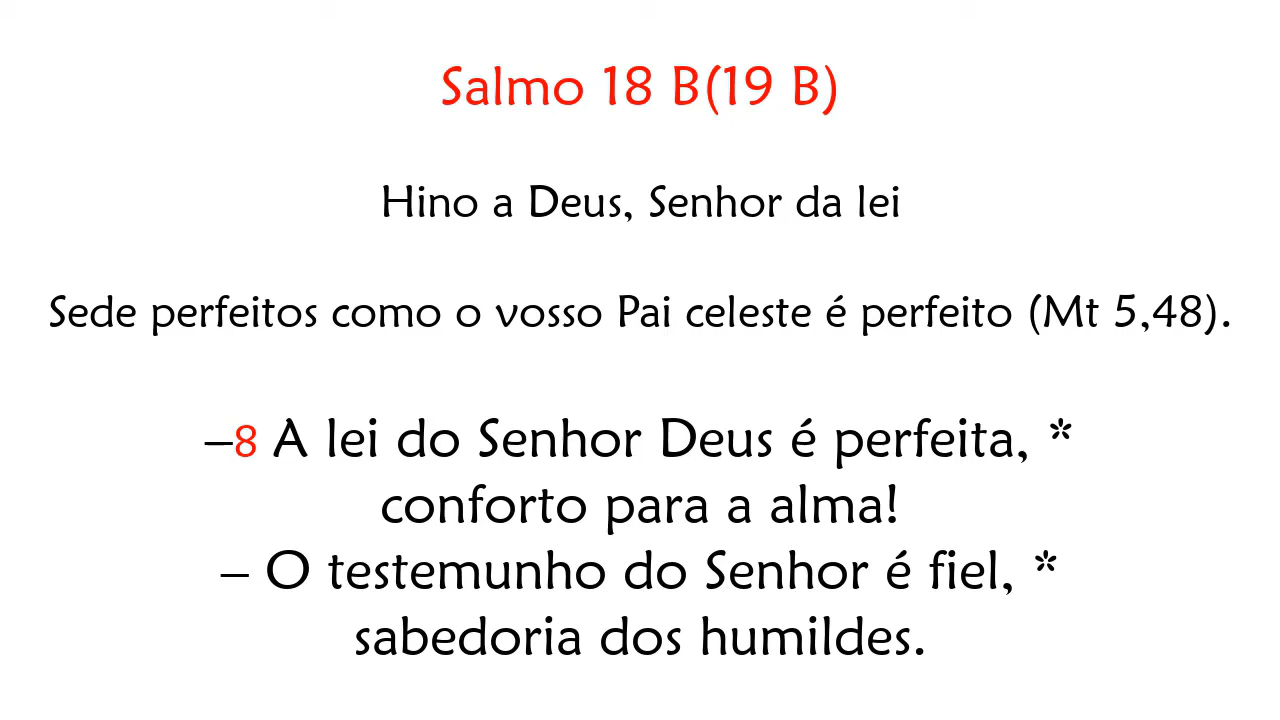 Salmo 18 B(19 B)
Hino a Deus, Senhor da lei
Sede perfeitos como o vosso Pai celeste é perfeito (Mt 5,48).
–8 A lei do Senhor Deus é perfeita, *
conforto para a alma!
– O testemunho do Senhor é fiel, *
sabedoria dos humildes.